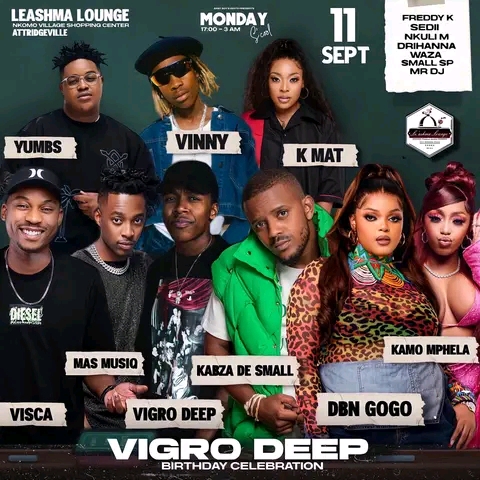 LEASHMA LOUNGE
NKOMO VILLAGE SHOPPING CENTER
ATTRIDGEVILLE
MONDAY
17:00 - 3 AM
11
SEPT
FREDDY K
SEDII
NKULI M
DRIHANNA
WAZA
SMALL SP
MR DJ
YUMBS
VINNY
K MAT
DIESEL
MAS MUSIQ
KABZA DE SMALL
KAMO MPHELA
VISCA
VIGRO DEEP
DBN GOGO
VIGRO DEEP
BIRTHDAY CELEBRATION